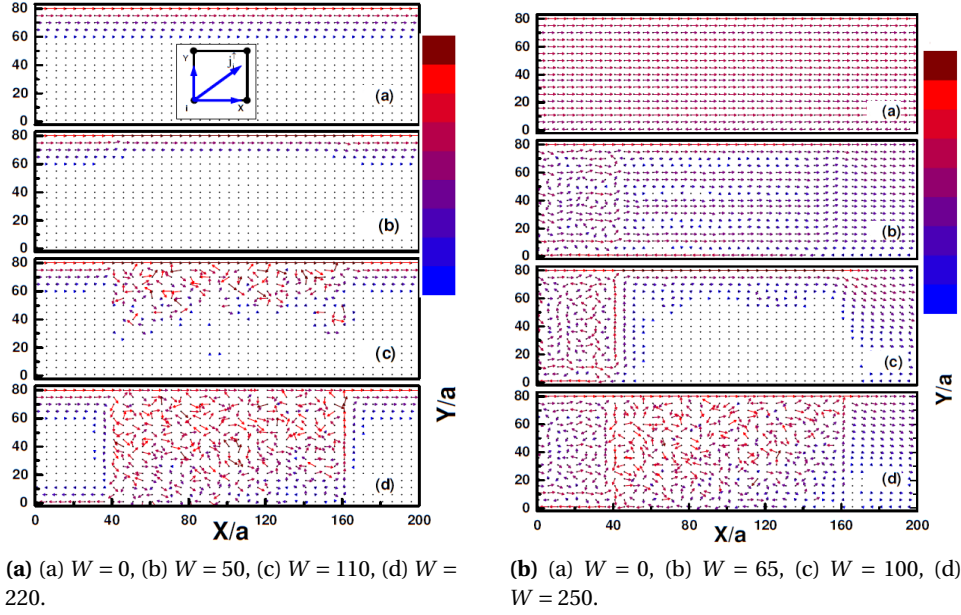 80
60
40
20
0
Y
j
i
X
(a)
80
60
40
20
0
(b)
80
60
40
20
0
(c)
80
60
40
20
0
(d)
0 40 80 120 160 200
X/a
Y/a
80
60
40
20
0
(a)
80
60
40
20
0
(b)
80
60
40
20
0
(c)
80
60
40
20
0
(d)
0 40 80 120 160 200
X/a
Y/a
(a) (a) W = 0, (b) W = 50, (c) W = 110, (d) W =
220.
(b) (a) W = 0, (b) W = 65, (c) W = 100, (d)
W = 250.